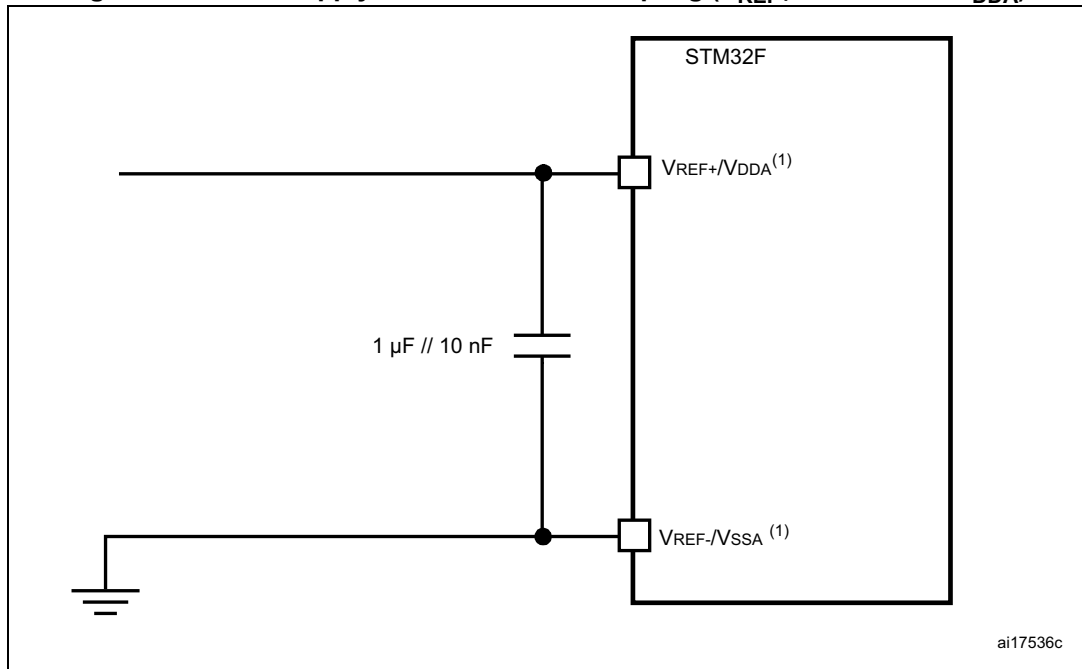 STM32F
VREF+/VDDA(1)
1 µF // 10 nF
VREF-/VSSA (1)
ai17536c